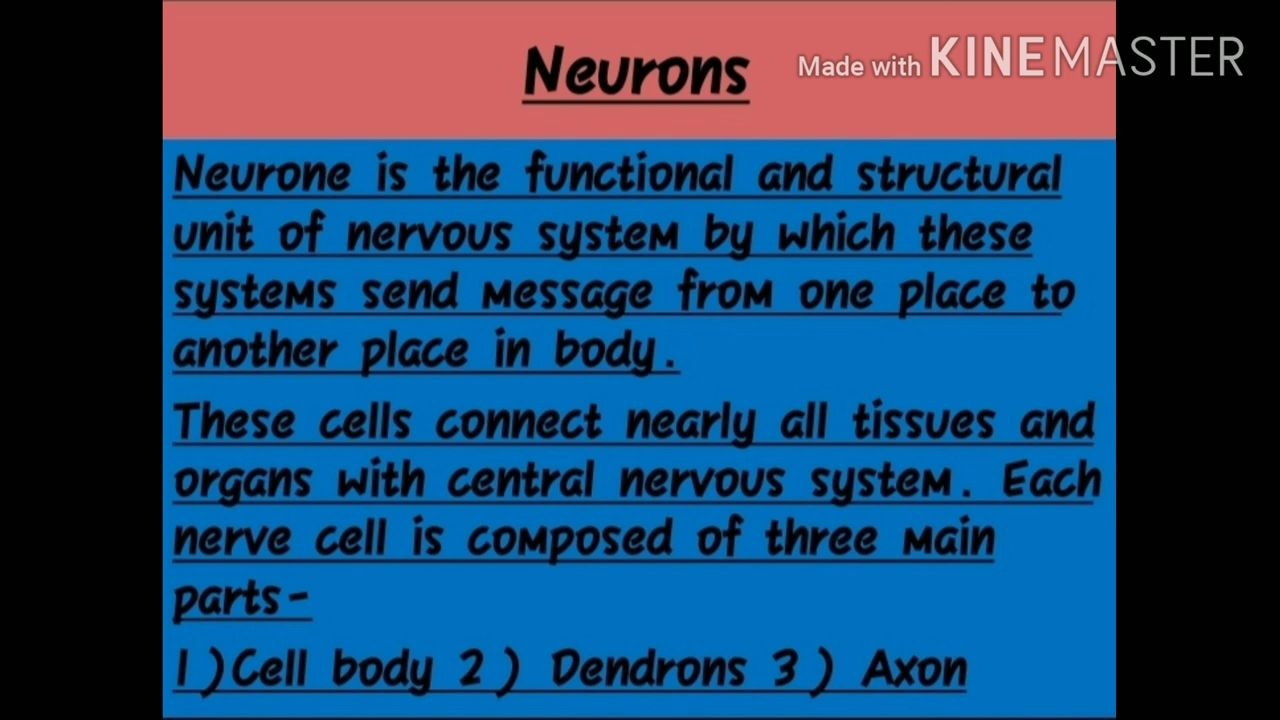 Neurons
Made with KINEMASTER
Neurone is the functional and structural
unit of nervous system by which these
systems send message from one place to
another place in body.
These cells connect nearly all tissues and
organs with central nervous system. Each
nerve cell is composed of three main
parts-
1)Cell body 2) Dendrons 3) Axon